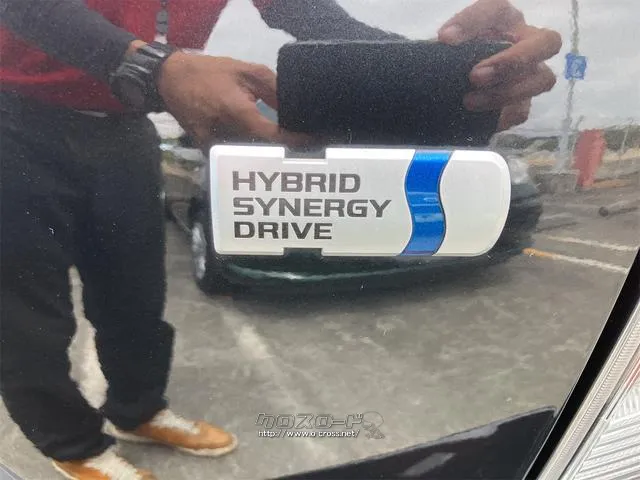 HYBRID
SYNERGY
DRIVE
クロスロード
http://www.o-cross.net/